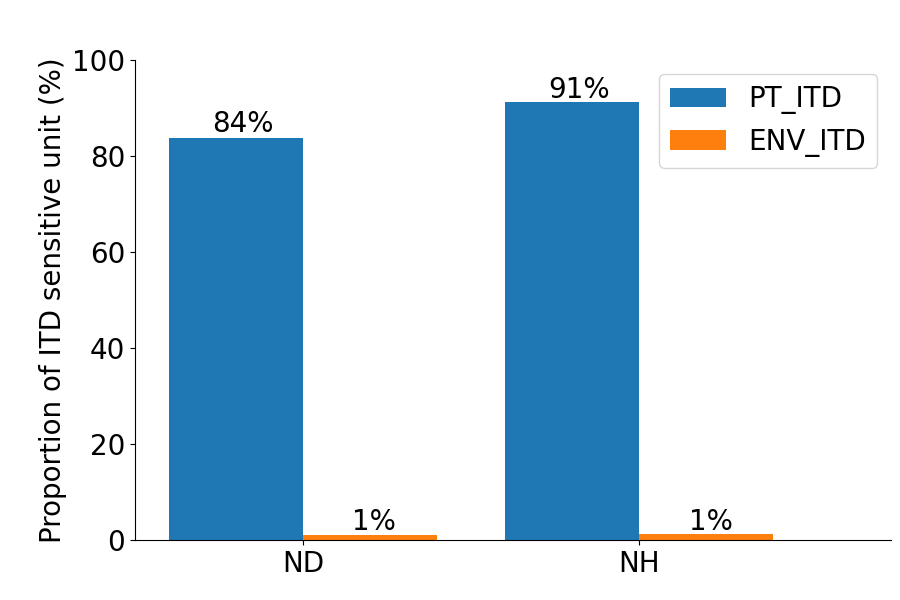 Proportion of ITD sensitive unit (%)
100
80
60
40
20
0
84%
1%
91%
1%
ND
NH
PT_ITD
ENV_ITD